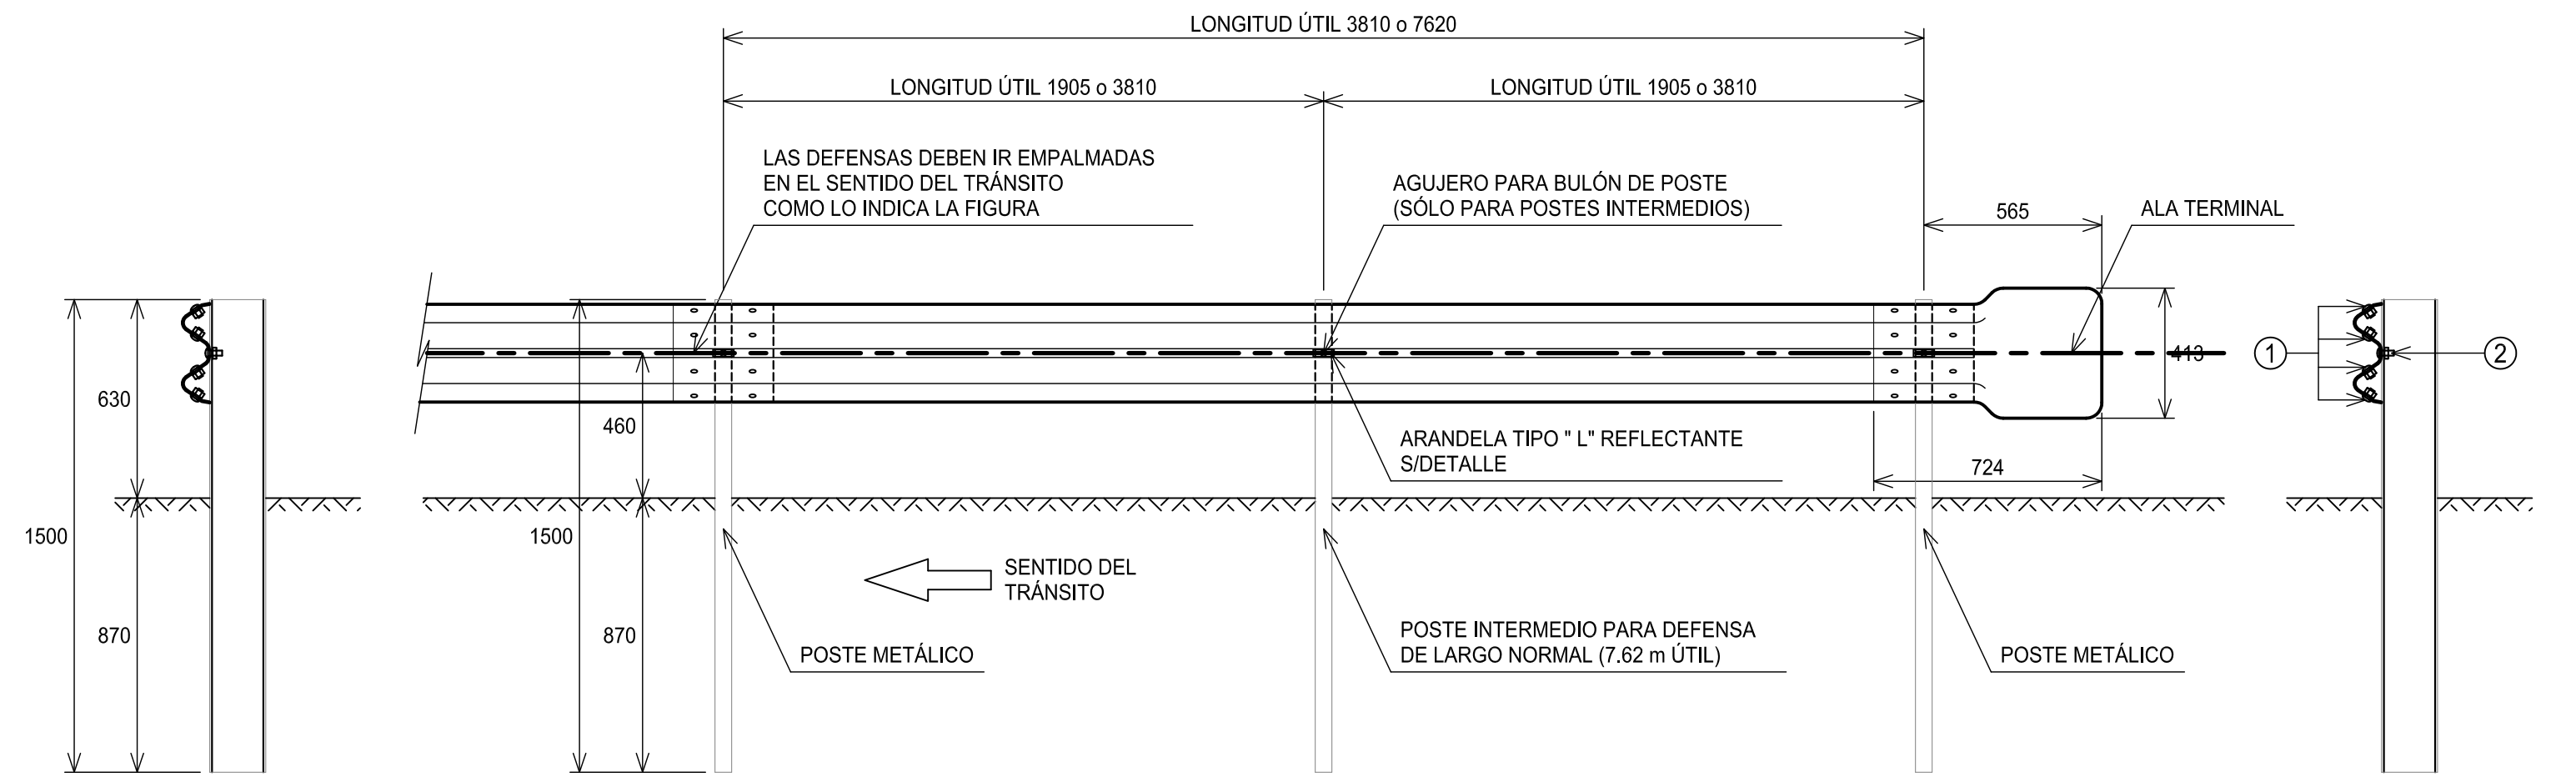 LONGITUD ÚTIL 3810 o 7620
LONGITUD ÚTIL 1905 o 3810
LONGITUD ÚTIL 1905 o 3810
LAS DEFENSAS DEBEN IR EMPALMADAS
EN EL SENTIDO DEL TRÁNSITO
COMO LO INDICA LA FIGURA
AGUJERO PARA BULÓN DE POSTE
(SÓLO PARA POSTES INTERMEDIOS)
565
ALA TERMINAL
413
1
2
630
460
ARANDELA TIPO " L" REFLECTANTE
S/DETALLE
724
1500
1500
SENTIDO DEL
TRÁNSITO
870
870
POSTE METÁLICO
POSTE INTERMEDIO PARA DEFENSA
DE LARGO NORMAL (7.62 m ÚTIL)
POSTE METÁLICO